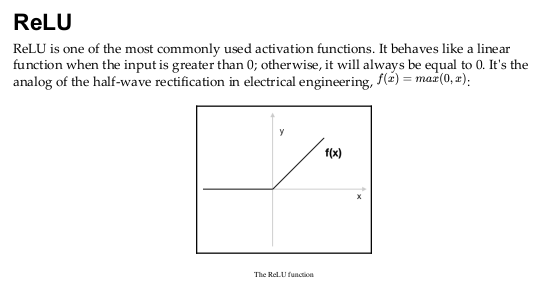 ReLU
ReLU is one of the most commonly used activation functions. It behaves like a linear
function when the input is greater than 0; otherwise, it will always be equal to 0. It's the
analog of the half-wave rectification in electrical engineering, f(x) = max(0, x):
y
f(x)
x
The ReLU function